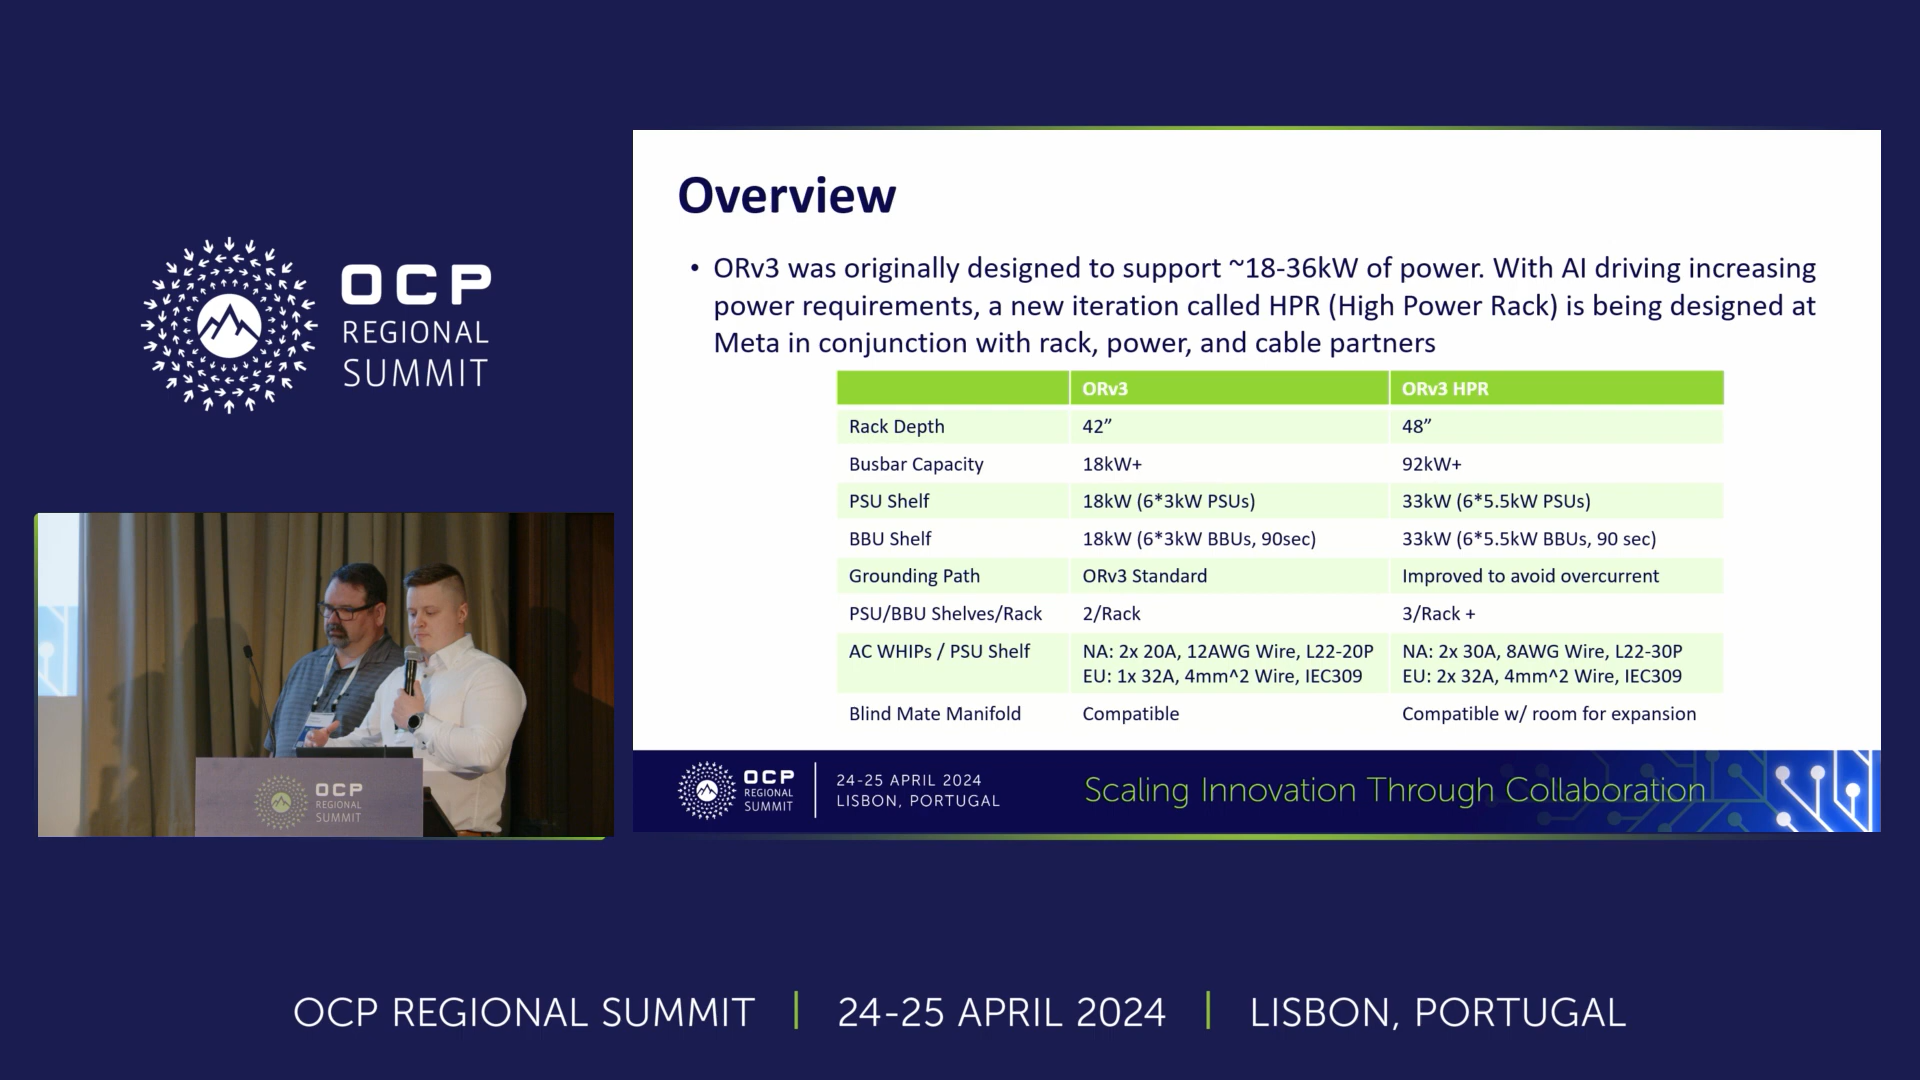 OCP
REGIONAL
SUMMIT
Overview
• ORv3 was originally designed to support ~18-36kW of power. With AI driving increasing
power requirements, a new iteration called HPR (High Power Rack) is being designed at
Meta in conjunction with rack, power, and cable partners
ORv3 ORv3 HPR
Rack Depth 42” 48”
Busbar Capacity 18kW+ 92kW+
PSU Shelf 18kW (6*3kW PSUs) 33kW (6*5.5kW PSUs)
BBU Shelf 18kW (6*3kW BBUs, 90sec) 33kW (6*5.5kW BBUs, 90 sec)
Grounding Path ORv3 Standard Improved to avoid overcurrent
PSU/BBU Shelves/Rack 2/Rack 3/Rack +
AC WHIPs / PSU Shelf NA: 2x 20A, 12AWG Wire, L22-20P NA: 2x 30A, 8AWG Wire, L22-30P
EU: 1x 32A, 4mm^2 Wire, IEC309 EU: 2x 32A, 4mm^2 Wire, IEC309
Blind Mate Manifold Compatible Compatible w/ room for expansion
OCP
REGIONAL
SUMMIT
24-25 APRIL 2024
LISBON, PORTUGAL
Scaling Innovation Through Collaboration
OCP
REGIONAL
SUMMIT
OCP REGIONAL SUMMIT | 24-25 APRIL 2024 | LISBON, PORTUGAL